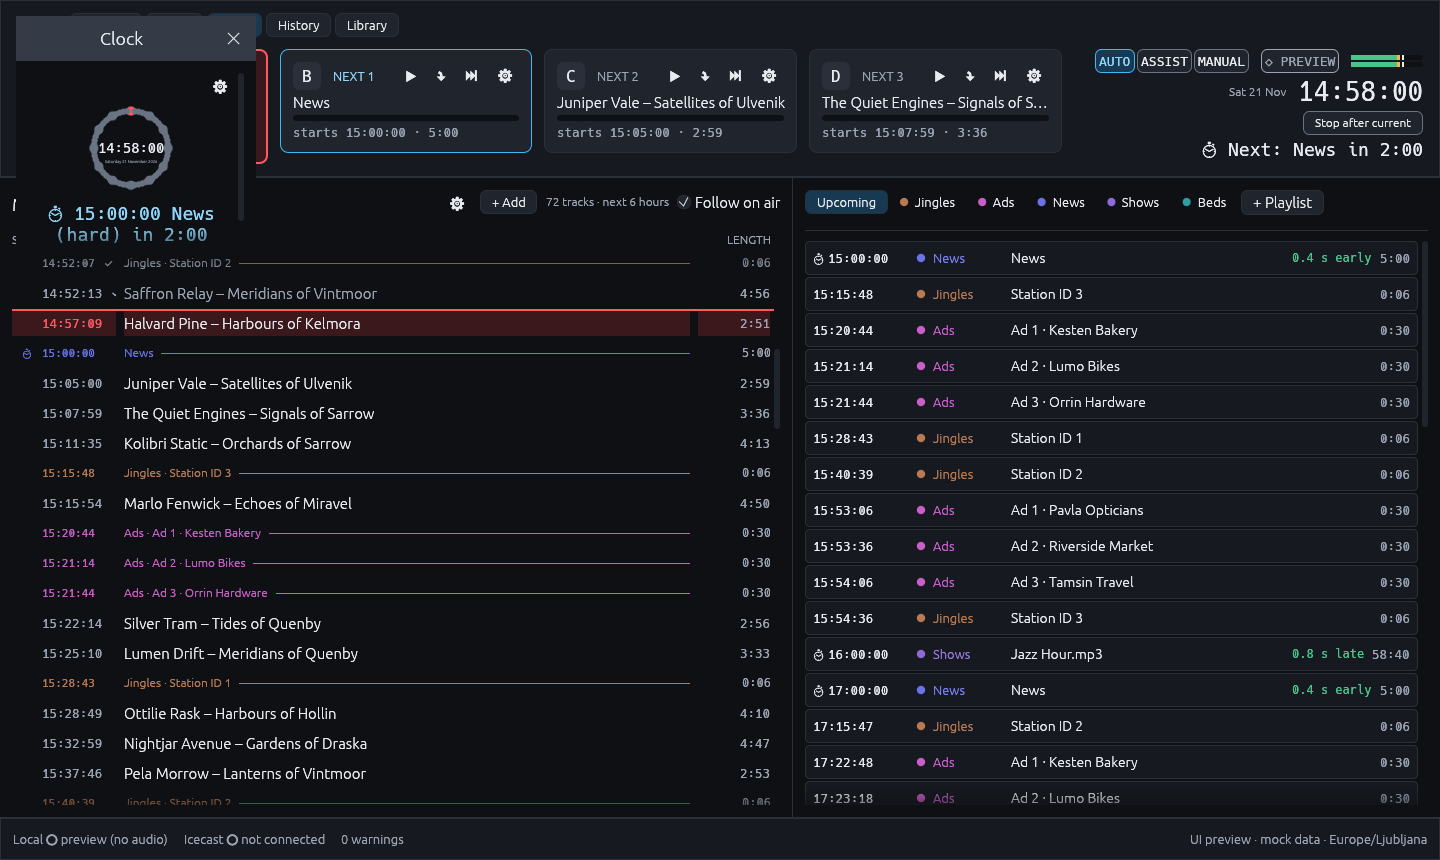 Clock
History
Library
14:58:00
Saturday 21 November 2026
15:00:00 News
(hard) in 2:00
B NEXT 1
News
starts 15:00:00 · 5:00
C NEXT 2
Juniper Vale – Satellites of Ulvenik
starts 15:05:00 · 2:59
D NEXT 3
The Quiet Engines – Signals of S…
starts 15:07:59 · 3:36
AUTO ASSIST MANUAL ◇ PREVIEW
Sat 21 Nov 14:58:00
Stop after current
Next: News in 2:00
+ Add 72 tracks · next 6 hours Follow on air
LENGTH
14:52:07 Jingles · Station ID 2 0:06
14:52:13 Saffron Relay – Meridians of Vintmoor 4:56
14:57:09 Halvard Pine – Harbours of Kelmora 2:51
15:00:00 News 5:00
15:05:00 Juniper Vale – Satellites of Ulvenik 2:59
15:07:59 The Quiet Engines – Signals of Sarrow 3:36
15:11:35 Kolibri Static – Orchards of Sarrow 4:13
15:15:48 Jingles · Station ID 3 0:06
15:15:54 Marlo Fenwick – Echoes of Miravel 4:50
15:20:44 Ads · Ad 1 · Kesten Bakery 0:30
15:21:14 Ads · Ad 2 · Lumo Bikes 0:30
15:21:44 Ads · Ad 3 · Orrin Hardware 0:30
15:22:14 Silver Tram – Tides of Quenby 2:56
15:25:10 Lumen Drift – Meridians of Quenby 3:33
15:28:43 Jingles · Station ID 1 0:06
15:28:49 Ottilie Rask – Harbours of Hollin 4:10
15:32:59 Nightjar Avenue – Gardens of Draska 4:47
15:37:46 Pela Morrow – Lanterns of Vintmoor 2:53
15:40:39 Jingles · Station ID 2 0:06
Upcoming Jingles Ads News Shows Beds + Playlist
15:00:00 News News 0.4 s early 5:00
15:15:48 Jingles Station ID 3 0:06
15:20:44 Ads Ad 1 · Kesten Bakery 0:30
15:21:14 Ads Ad 2 · Lumo Bikes 0:30
15:21:44 Ads Ad 3 · Orrin Hardware 0:30
15:28:43 Jingles Station ID 1 0:06
15:40:39 Jingles Station ID 2 0:06
15:53:06 Ads Ad 1 · Pavla Opticians 0:30
15:53:36 Ads Ad 2 · Riverside Market 0:30
15:54:06 Ads Ad 3 · Tamsin Travel 0:30
15:54:36 Jingles Station ID 3 0:06
16:00:00 Shows Jazz Hour.mp3 0.8 s late 58:40
17:00:00 News News 0.4 s early 5:00
17:15:47 Jingles Station ID 2 0:06
17:22:48 Ads Ad 1 · Kesten Bakery 0:30
17:23:18 Ads Ad 2 · Lumo Bikes 0:30
Local preview (no audio) Icecast not connected 0 warnings
UI preview · mock data · Europe/Ljubljana